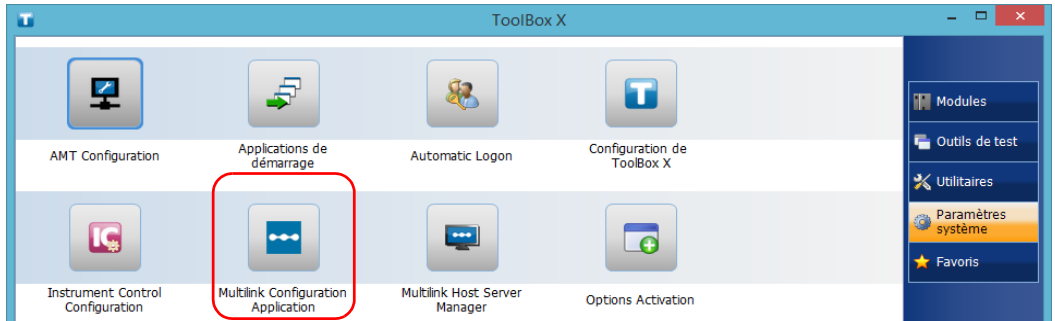 ToolBox X
AMT Configuration
Applications de
démarrage
Automatic Logon
Configuration de
ToolBox X
Instrument Control
Configuration
Multilink Configuration
Application
Multilink Host Server
Manager
Options Activation
Modules
Outils de test
Utilitaires
Paramètres
système
Favoris